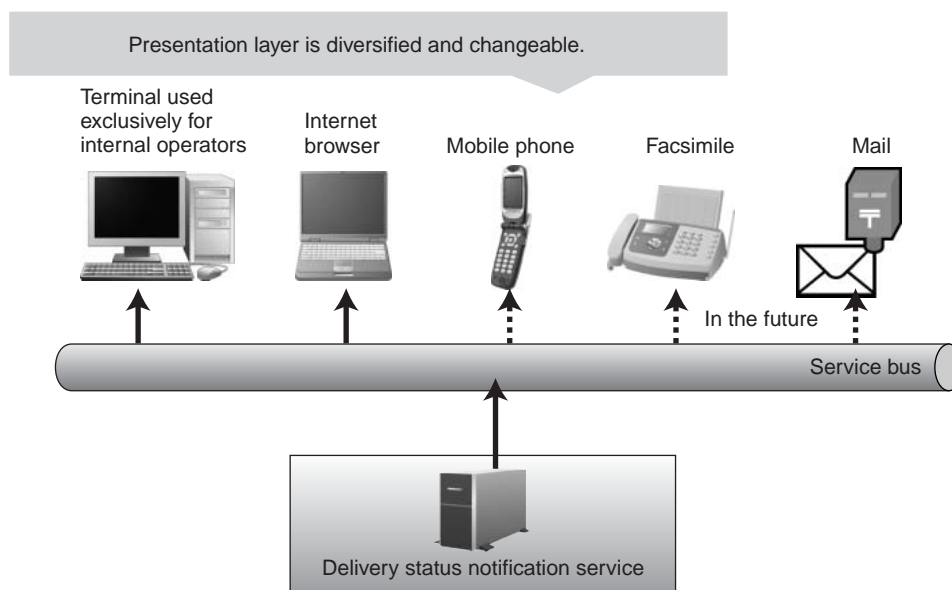 Presentation layer is diversified and changeable.
Terminal used
exclusively for
internal operators
Internet
browser
Mobile phone
Facsimile
Mail
〒
In the future
Service bus
Delivery status notification service